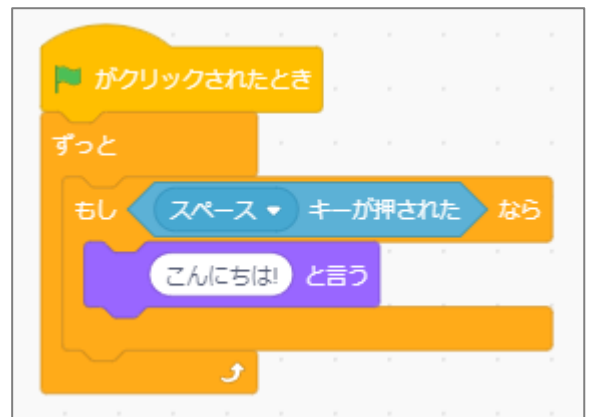 がクリックされたとき
ずっと
もし スペース キーが押された なら
こんにちは! と言う